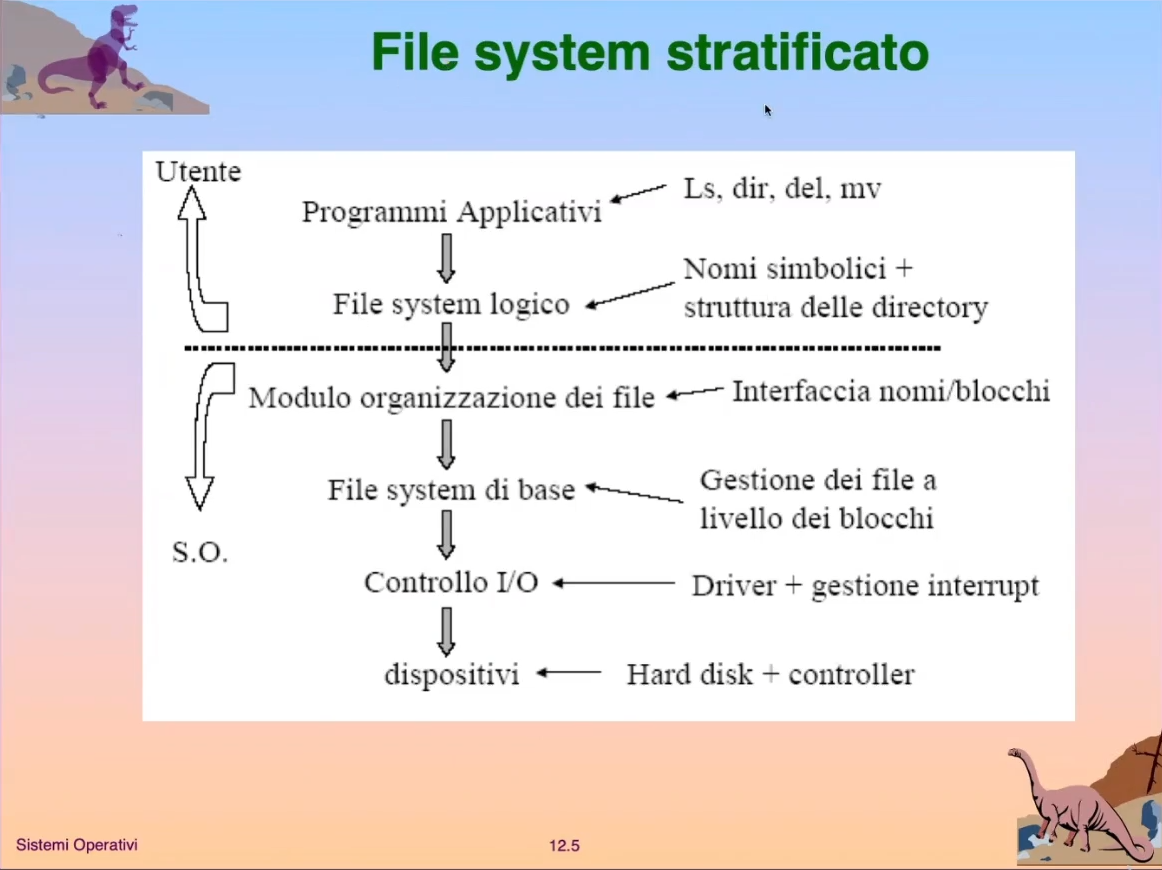 File system stratificato
Utente
Programmi Applicativi
Ls, dir, del, mv
File system logico
Nomi simbolici +
struttura delle directory
Modulo organizzazione dei file
Interfaccia nomi/blocchi
File system di base
Gestione dei file a
livello dei blocchi
S.O.
Controllo I/O
Driver + gestione interrupt
dispositivi
Hard disk + controller
Sistemi Operativi
12.5